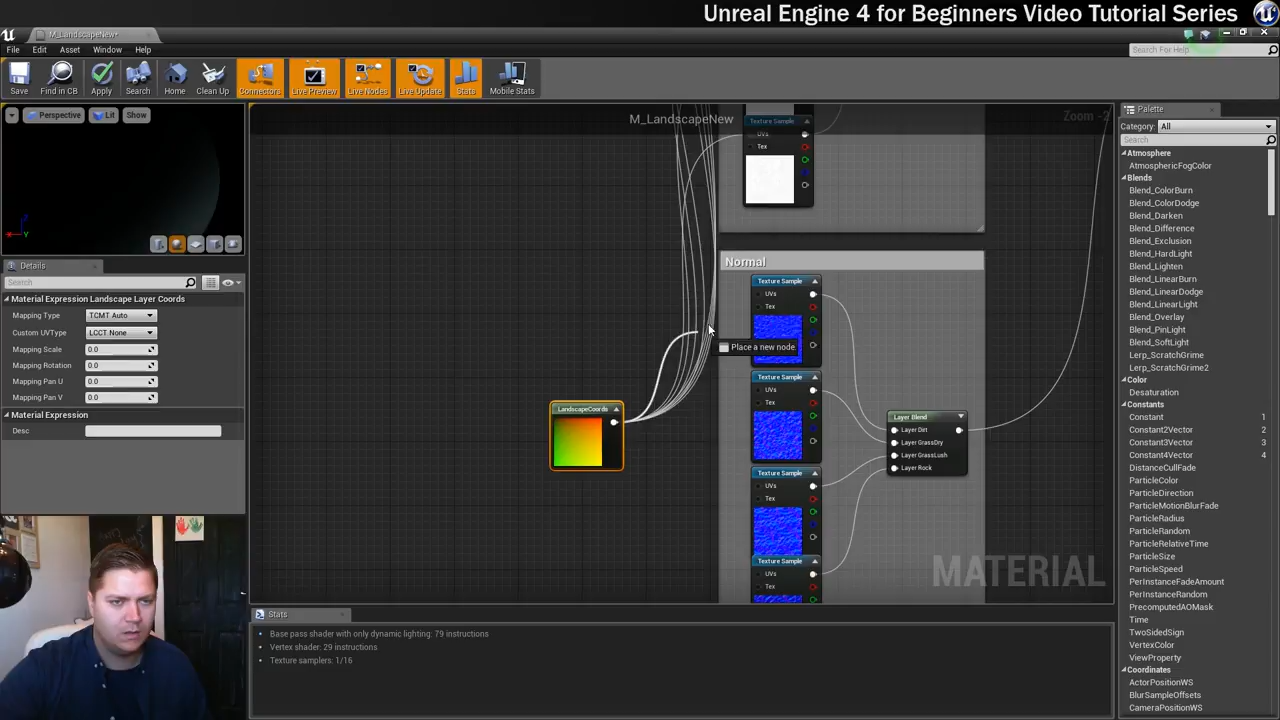 Unreal Engine 4 for Beginners Video Tutorial Series
M_LandscapeNew*
File Edit Asset Window Help
Search For Help
Save Find in CB Apply Search Home Clean Up Connectors Live Preview Live Nodes Live Update Stats Mobile Stats
Perspective Lit Show
M_LandscapeNew
Zoom -2
Palette
Category: All
Search
Atmosphere
AtmosphericFogColor
Blends
Blend_ColorBurn
Blend_ColorDodge
Blend_Darken
Blend_Difference
Blend_Exclusion
Blend_HardLight
Blend_Lighten
Blend_LinearBurn
Blend_LinearDodge
Blend_LinearLight
Blend_Overlay
Blend_PinLight
Blend_SoftLight
Lerp_ScratchGrime
Lerp_ScratchGrime2
Color
Desaturation
Constants
Constant 1
Constant2Vector 2
Constant3Vector 3
Constant4Vector 4
DistanceCullFade
ParticleColor
ParticleDirection
ParticleMotionBlurFade
ParticleRadius
ParticleRandom
ParticleRelativeTime
ParticleSize
ParticleSpeed
PerInstanceFadeAmount
PerInstanceRandom
PrecomputedAOMask
Time
TwoSidedSign
VertexColor
ViewProperty
Coordinates
ActorPositionWS
BlurSampleOffsets
CameraPositionWS
Details
Search
Material Expression Landscape Layer Coords
Mapping Type TCMT Auto
Custom UVType LCCT None
Mapping Scale 0.0
Mapping Rotation 0.0
Mapping Pan U 0.0
Mapping Pan V 0.0
Material Expression
Desc
Texture Sample
UVs
Tex
Normal
Texture Sample
UVs
Tex
Place a new node.
Texture Sample
UVs
Tex
LandscapeCoords
Layer Blend
Layer Dirt
Layer GrassDry
Layer GrassLush
Layer Rock
Texture Sample
UVs
Tex
Texture Sample
UVs
Tex
MATERIAL
Stats
Base pass shader with only dynamic lighting: 79 instructions
Vertex shader: 29 instructions
Texture samplers: 1/16